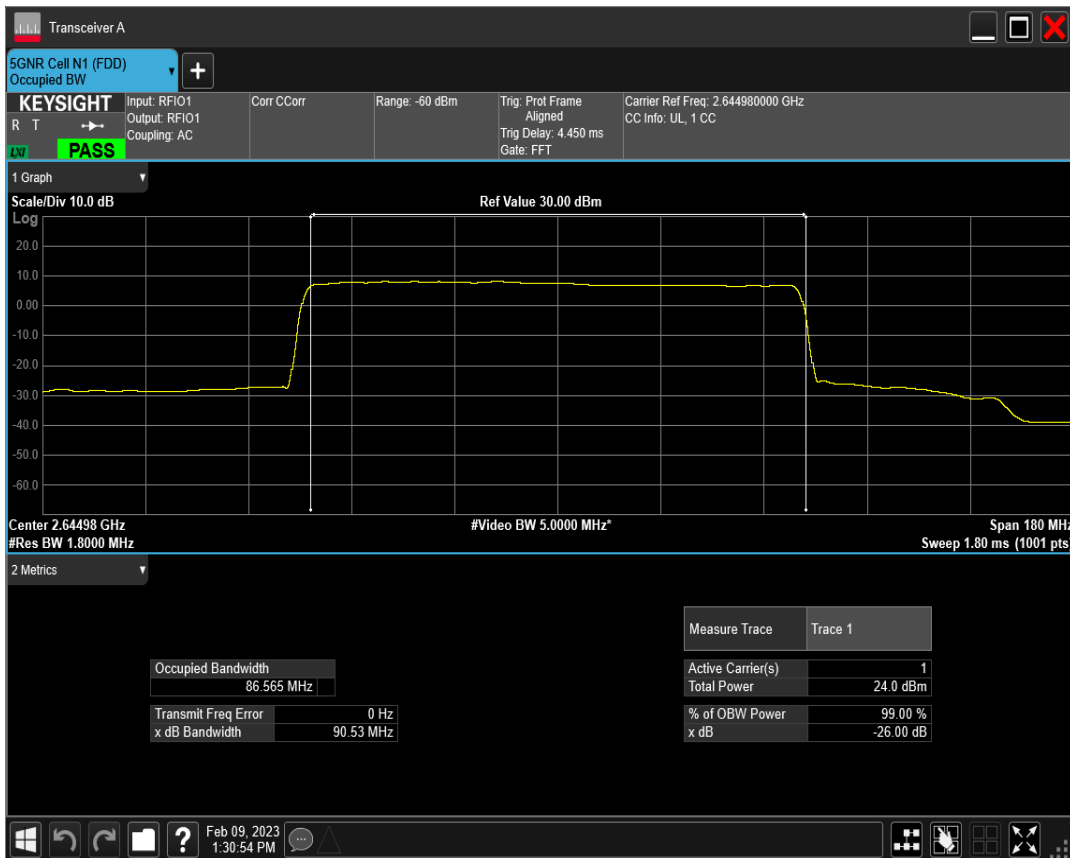 Transceiver A
5GNR Cell N1 (FDD)
Occupied BW
KEYSIGHT
R T
LXI
PASS
Input: RFIO1
Output: RFIO1
Coupling: AC
Corr CCorr
Range: -60 dBm
Trig: Prot Frame
Aligned
Trig Delay: 4.450 ms
Gate: FFT
Carrier Ref Freq: 2.644980000 GHz
CC Info: UL, 1 CC
1 Graph
Scale/Div 10.0 dB
Ref Value 30.00 dBm
Log
20.0
10.0
0.00
-10.0
-20.0
-30.0
-40.0
-50.0
-60.0
Center 2.64498 GHz
#Video BW 5.0000 MHz*
Span 180 MHz
#Res BW 1.8000 MHz
Sweep 1.80 ms (1001 pts)
2 Metrics
Measure Trace Trace 1
Occupied Bandwidth
86.565 MHz
Active Carrier(s) 1
Total Power 24.0 dBm
Transmit Freq Error 0 Hz
x dB Bandwidth 90.53 MHz
% of OBW Power 99.00 %
x dB -26.00 dB
?
Feb 09, 2023
1:30:54 PM